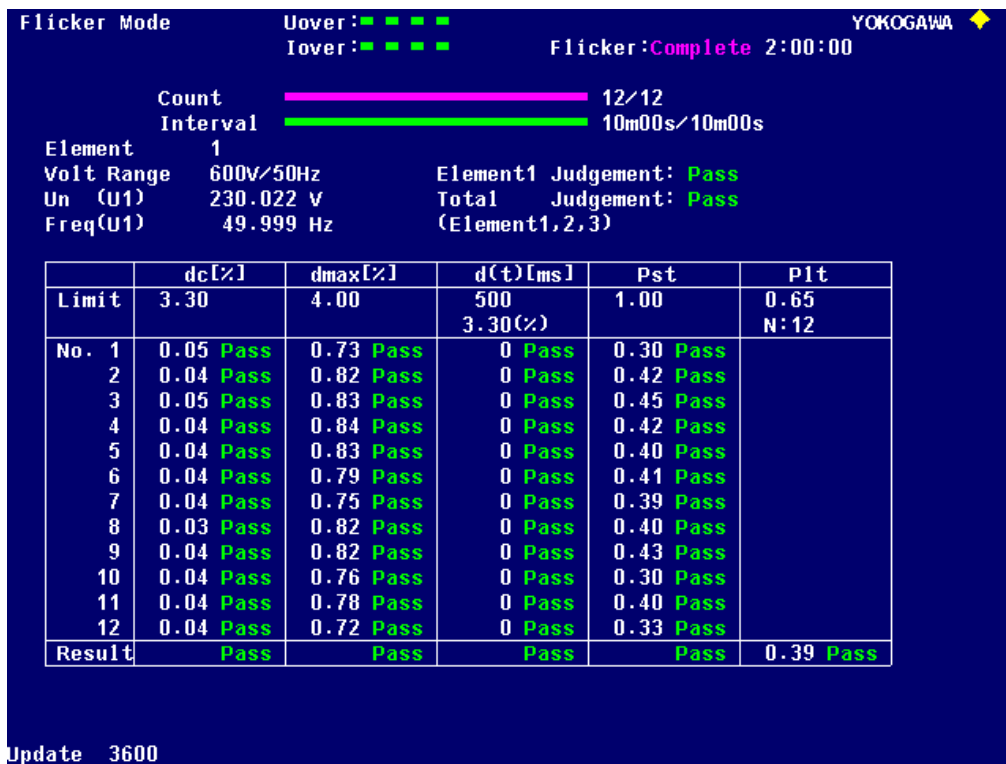 Flicker Mode Uover: YOKOGAWA
Iover: Flicker:Complete 2:00:00
Count 12/12
Interval 10m00s/10m00s
Element 1
Volt Range 600V/50Hz Element1 Judgement: Pass
Un (U1) 230.022 V Total Judgement: Pass
Freq(U1) 49.999 Hz (Element1,2,3)
dc[%] dmax[%] d(t)[ms] Pst Plt
Limit 3.30 4.00 500 1.00 0.65
3.30(%) N:12
No. 1 0.05 Pass 0.73 Pass 0 Pass 0.30 Pass
2 0.04 Pass 0.82 Pass 0 Pass 0.42 Pass
3 0.05 Pass 0.83 Pass 0 Pass 0.45 Pass
4 0.04 Pass 0.84 Pass 0 Pass 0.42 Pass
5 0.04 Pass 0.83 Pass 0 Pass 0.40 Pass
6 0.04 Pass 0.79 Pass 0 Pass 0.41 Pass
7 0.04 Pass 0.75 Pass 0 Pass 0.39 Pass
8 0.03 Pass 0.82 Pass 0 Pass 0.40 Pass
9 0.04 Pass 0.82 Pass 0 Pass 0.43 Pass
10 0.04 Pass 0.76 Pass 0 Pass 0.30 Pass
11 0.04 Pass 0.78 Pass 0 Pass 0.40 Pass
12 0.04 Pass 0.72 Pass 0 Pass 0.33 Pass
Result Pass Pass Pass Pass 0.39 Pass
Update 3600